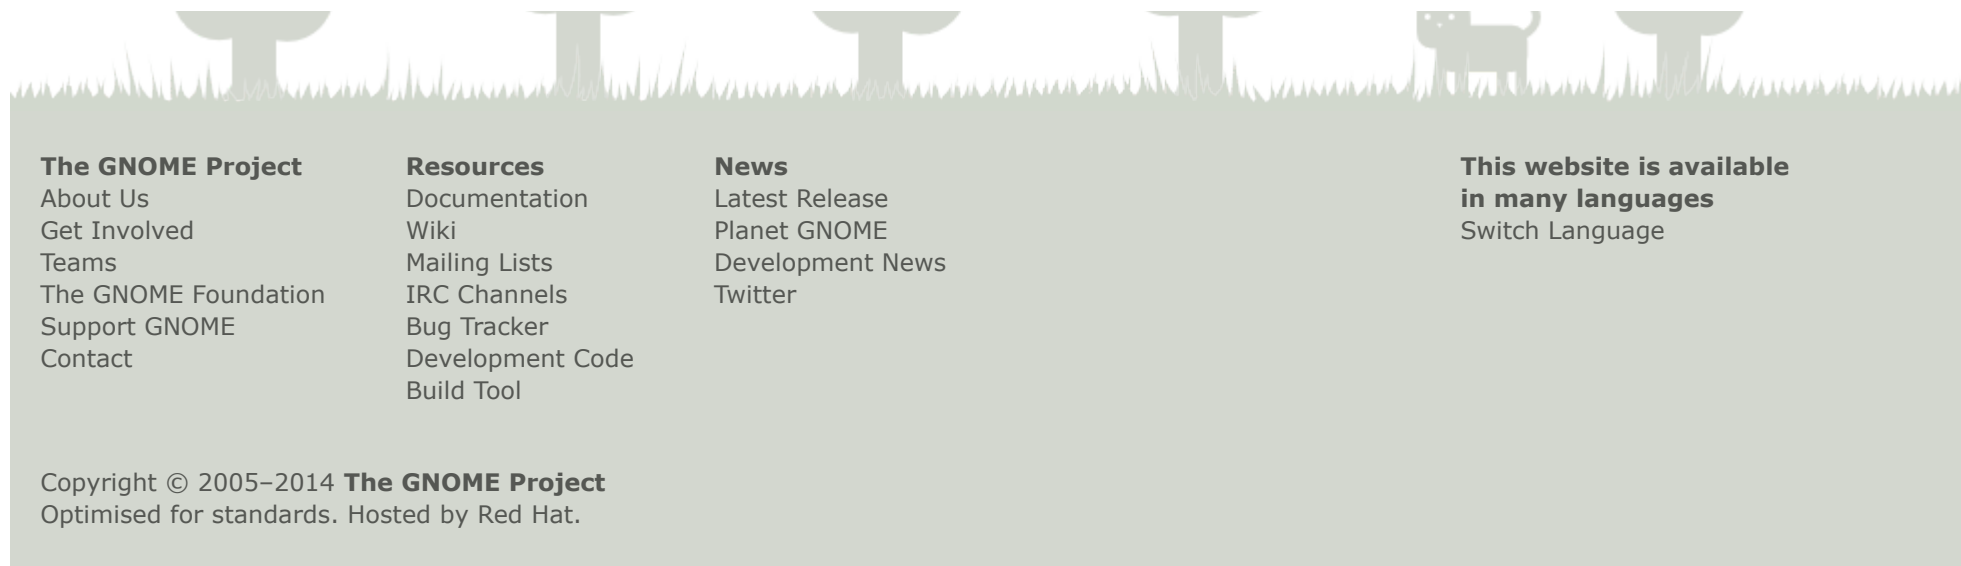 The GNOME Project
About Us
Get Involved
Teams
The GNOME Foundation
Support GNOME
Contact
Resources
Documentation
Wiki
Mailing Lists
IRC Channels
Bug Tracker
Development Code
Build Tool
News
Latest Release
Planet GNOME
Development News
Twitter
This website is available
in many languages
Switch Language
Copyright © 2005–2014 The GNOME Project
Optimised for standards. Hosted by Red Hat.